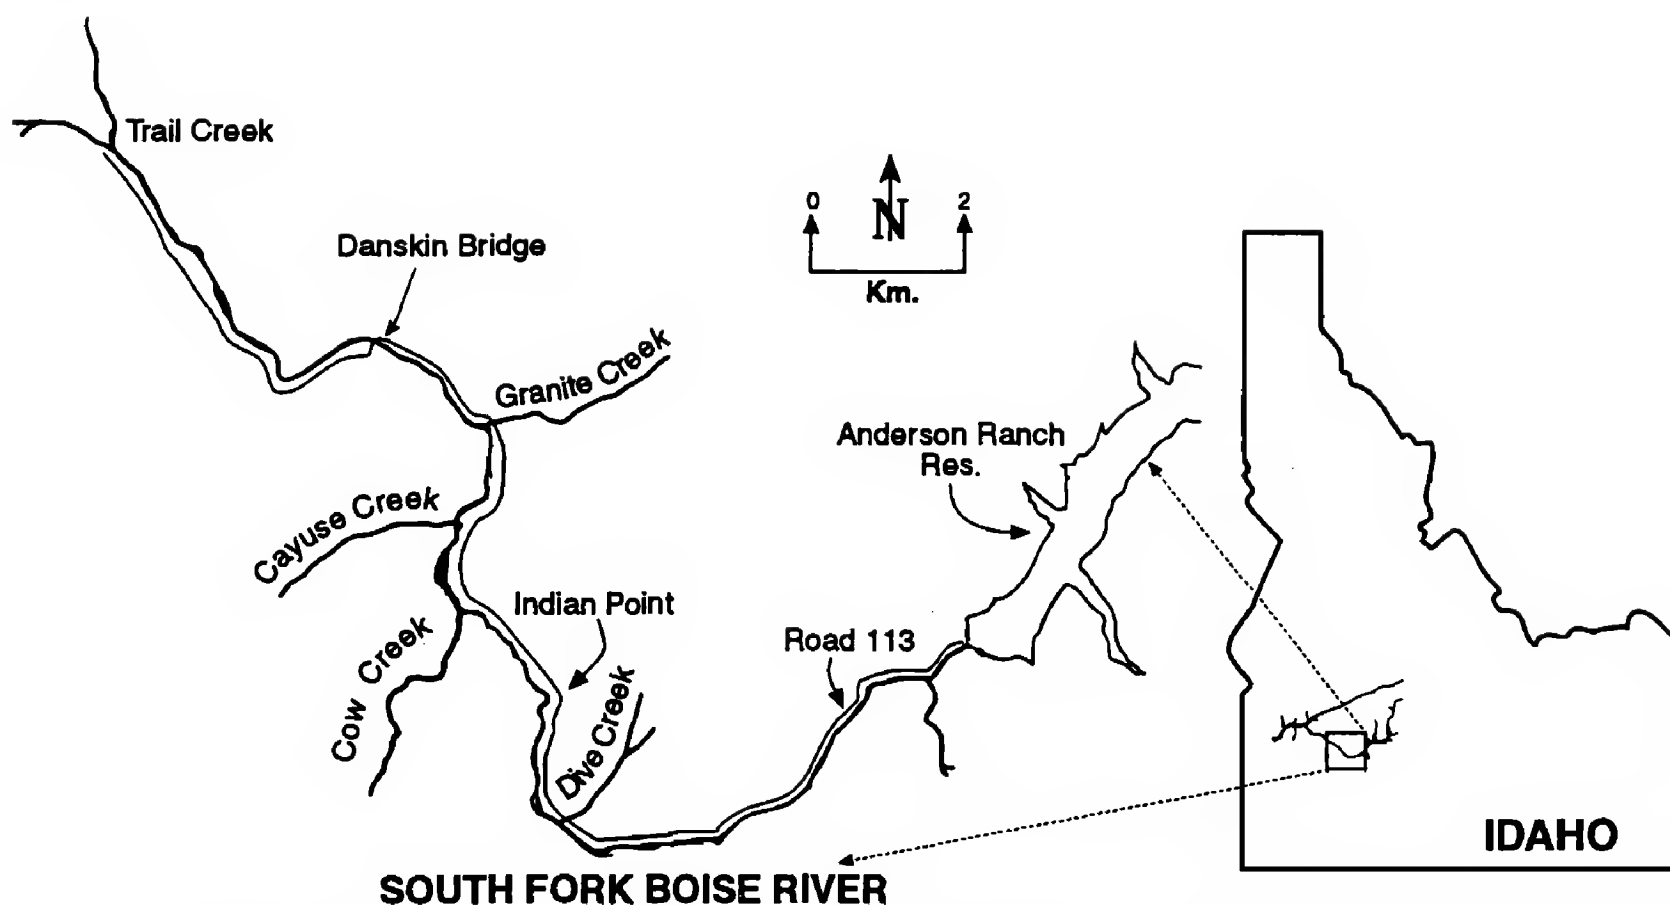 Trail Creek
Danskin Bridge
0
N
2
Km.
Granite Creek
Anderson Ranch
Res.
Cayuse Creek
Indian Point
Cow Creek
Road 113
Dive Creek
IDAHO
SOUTH FORK BOISE RIVER